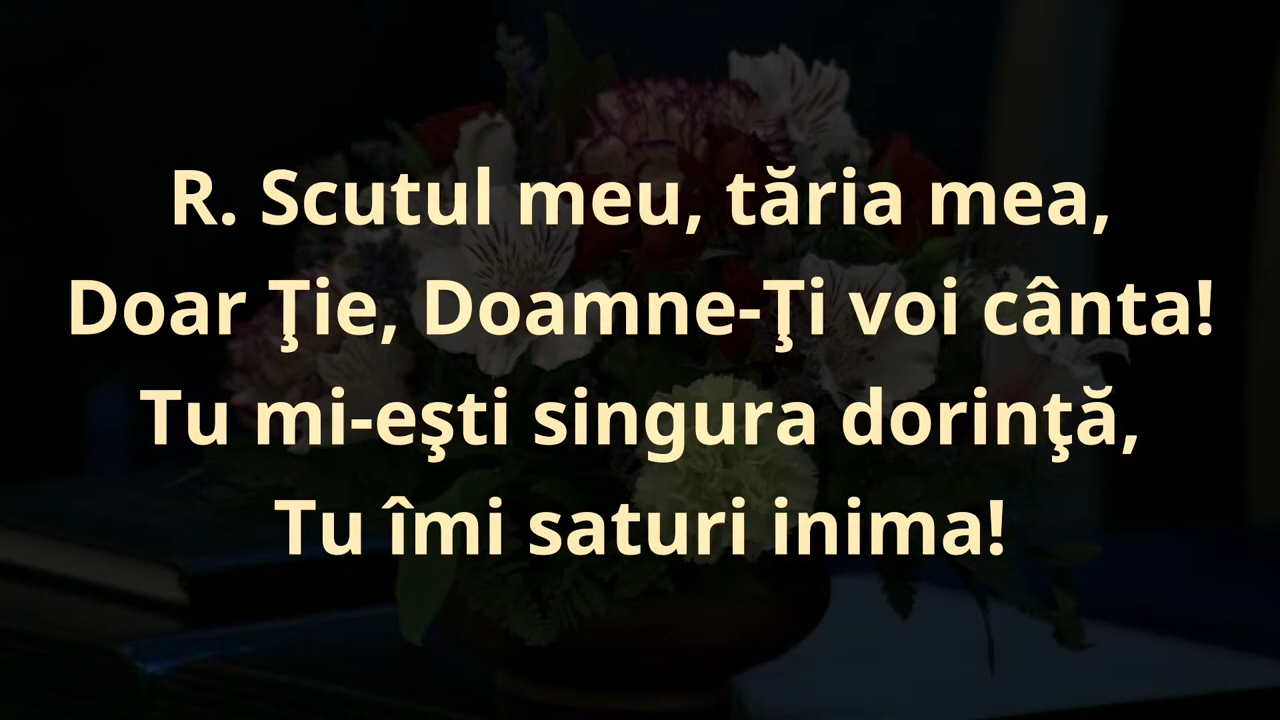 R. Scutul meu, tăria mea,
Doar Ţie, Doamne-Ţi voi cânta!
Tu mi-eşti singura dorinţă,
Tu îmi saturi inima!